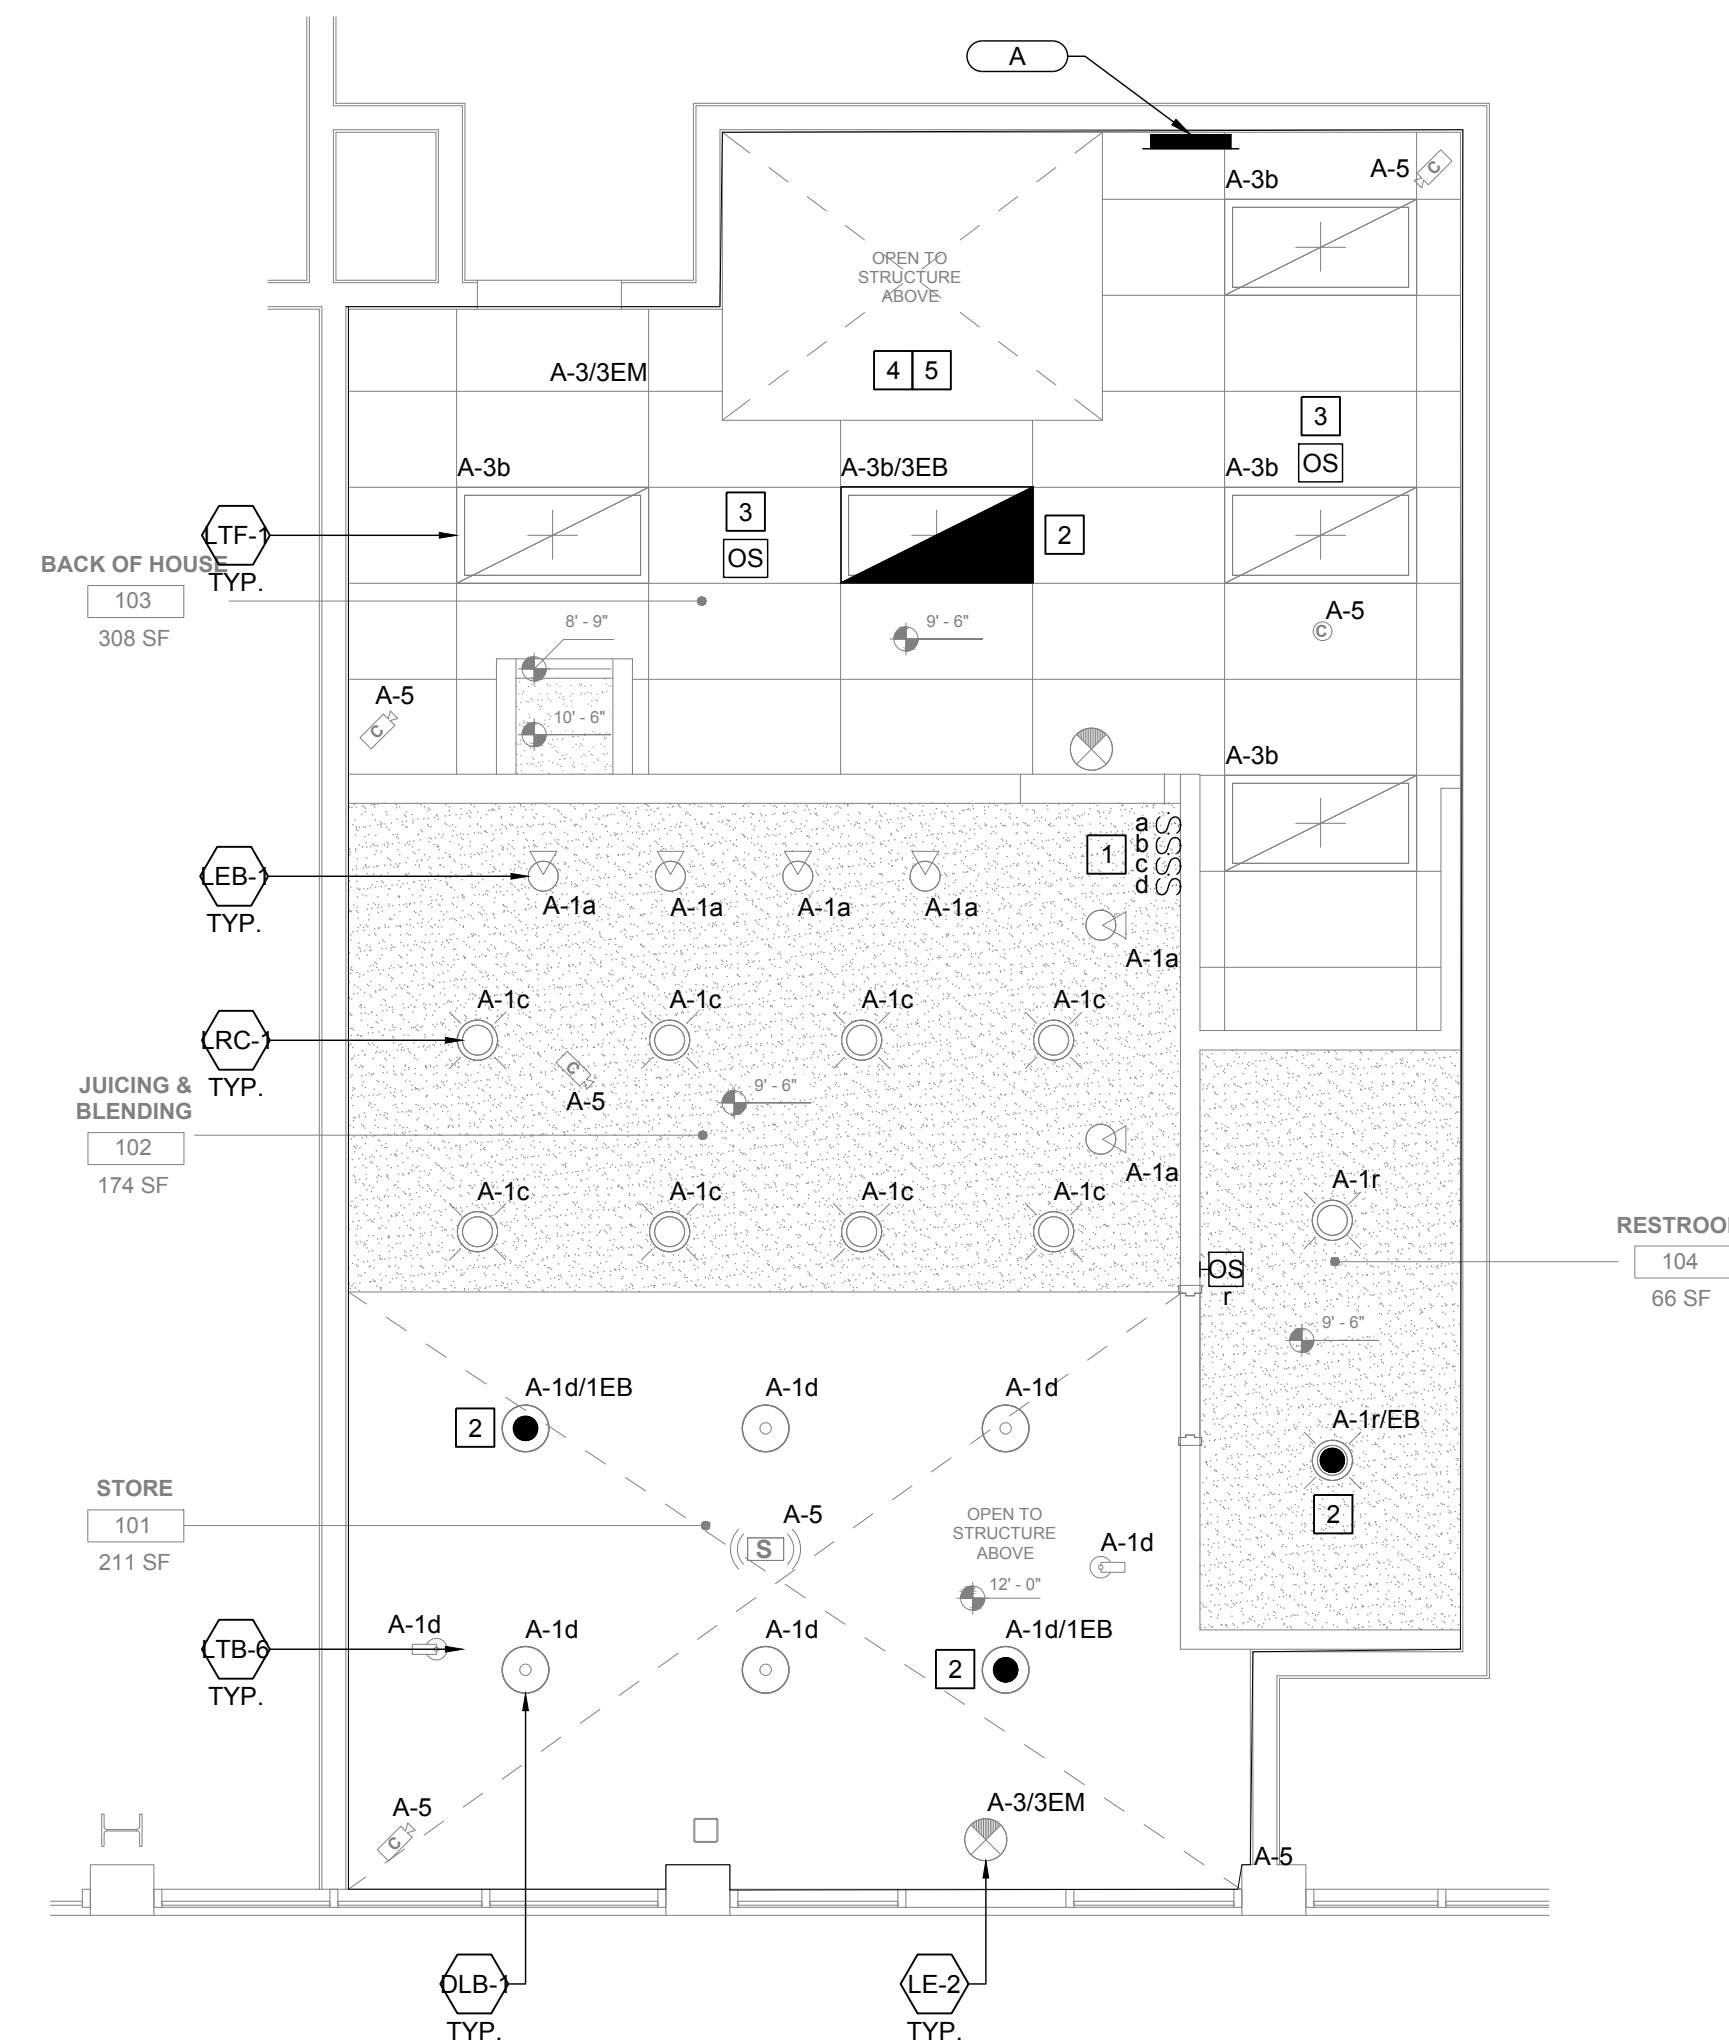 A
A-3b
A-5
C
OPEN TO
STRUCTURE
ABOVE
A-3/3EM
4 5
3
OS
A-3b
A-3b/3EB
A-3b
3
OS
2
LTF-1
TYP.
BACK OF HOUSE
103
308 SF
8' - 9"
9' - 6"
A-5
C
A-5
C
10' - 6"
A-3b
1
a S
b S
c S
d S
LEB-1
TYP.
A-1a
A-1a
A-1a
A-1a
A-1a
A-1c
A-1c
A-1c
A-1c
LRC-1
TYP.
C
A-5
9' - 6"
JUICING &
BLENDING
102
174 SF
A-1a
A-1c
A-1c
A-1c
A-1c
A-1r
OS
r
104
66 SF
9' - 6"
A-1d/1EB
A-1d
A-1d
2
A-1r/EB
2
STORE
101
211 SF
A-5
S
OPEN TO
STRUCTURE
ABOVE
12' - 0"
A-1d
LTB-6
TYP.
A-1d
A-1d
A-1d
A-1d/1EB
2
A-5
C
A-3/3EM
A-5
DLB-1
TYP.
LE-2
TYP.